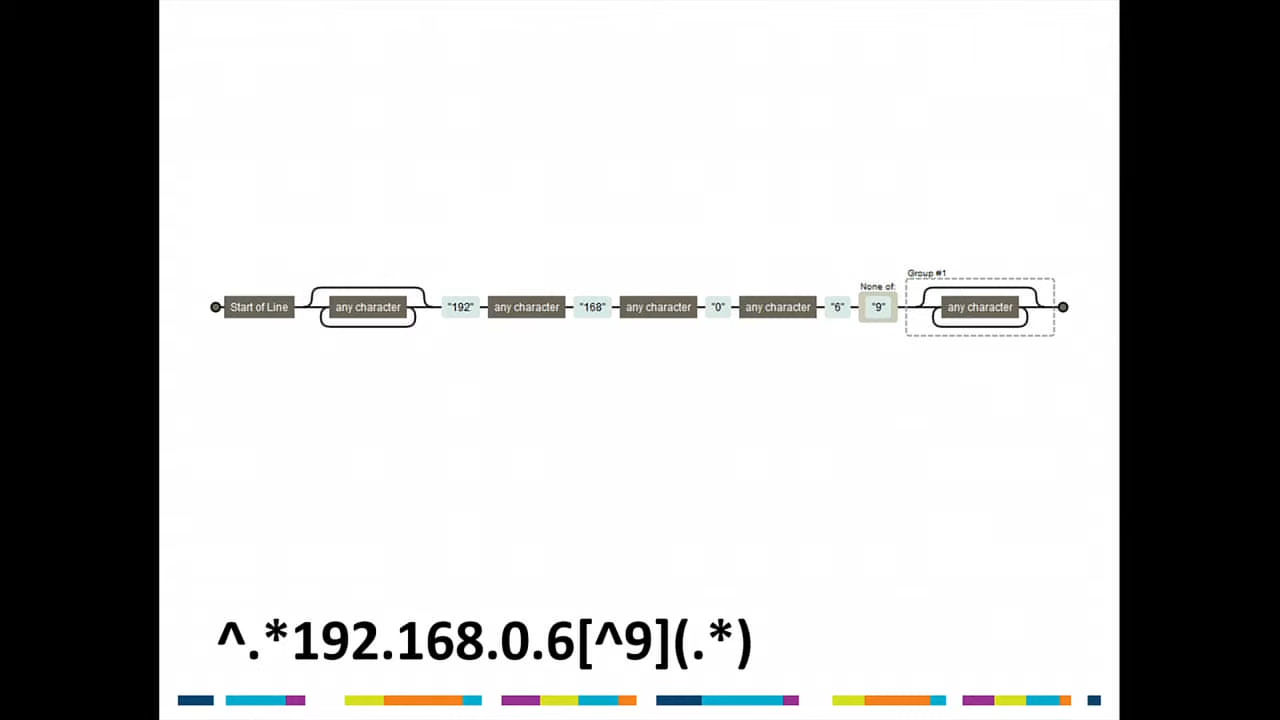 Group #1
None of:
Start of Line any character "192" any character "168" any character "0" any character "6" "9" any character
^.*192.168.0.6[^9](.*)